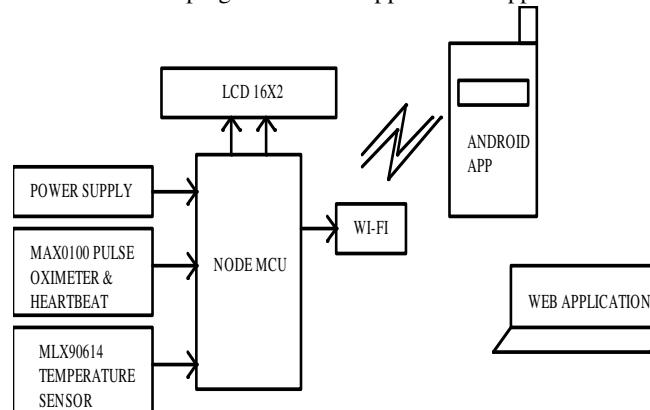 LCD 16X2
ANDROID
APP
POWER SUPPLY
WI-FI
MAX0100 PULSE
OXIMETER &
HEARTBEAT
NODE MCU
WEB APPLICATION
MLX90614
TEMPERATURE
SENSOR